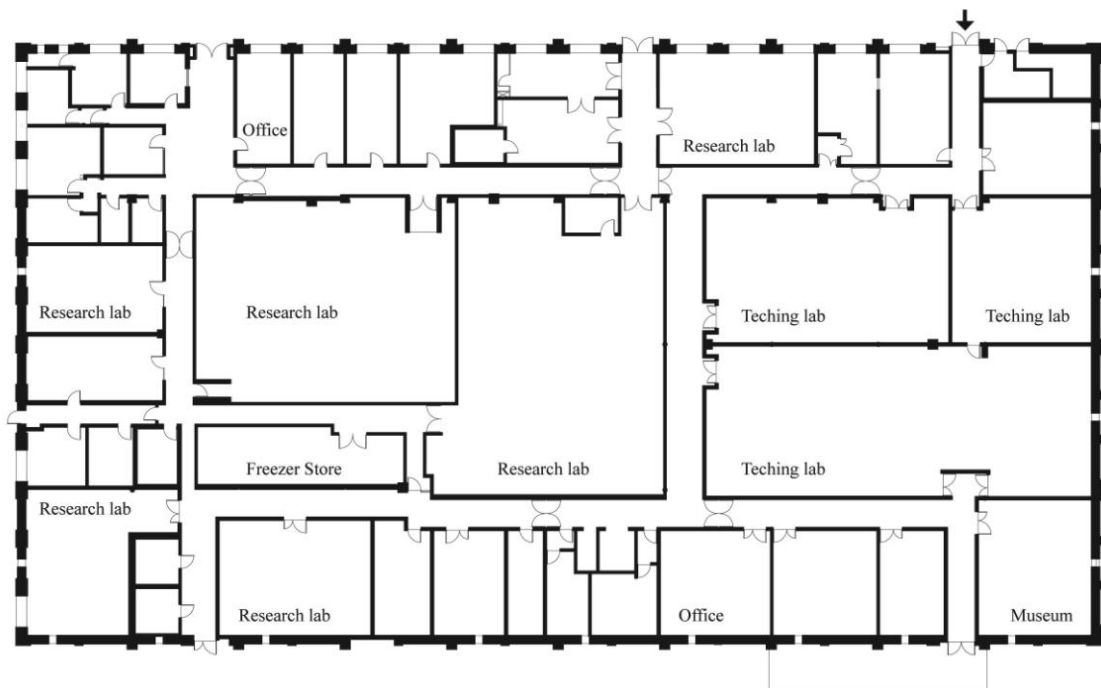 Office
Research lab
Research lab
Research lab
Teching lab
Teching lab
Freezer Store
Research lab
Teching lab
Research lab
Research lab
Office
Museum